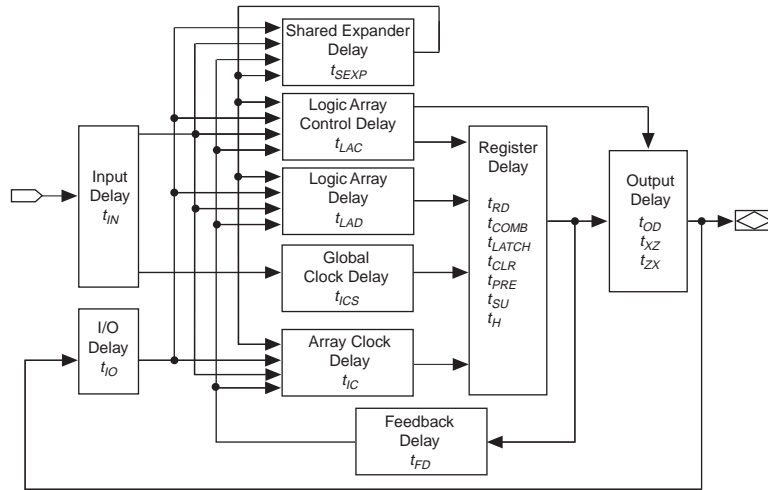 Shared Expander
Delay
tSEXP
Logic Array
Control Delay
tLAC
Input
Delay
tIN
Logic Array
Delay
tLAD
Global
Clock Delay
tICS
I/O
Delay
tIO
Array Clock
Delay
tIC
Register
Delay
tRD
tCOMB
tLATCH
tCLR
tPRE
tSU
tH
Output
Delay
tOD
tXZ
tZX
Feedback
Delay
tFD